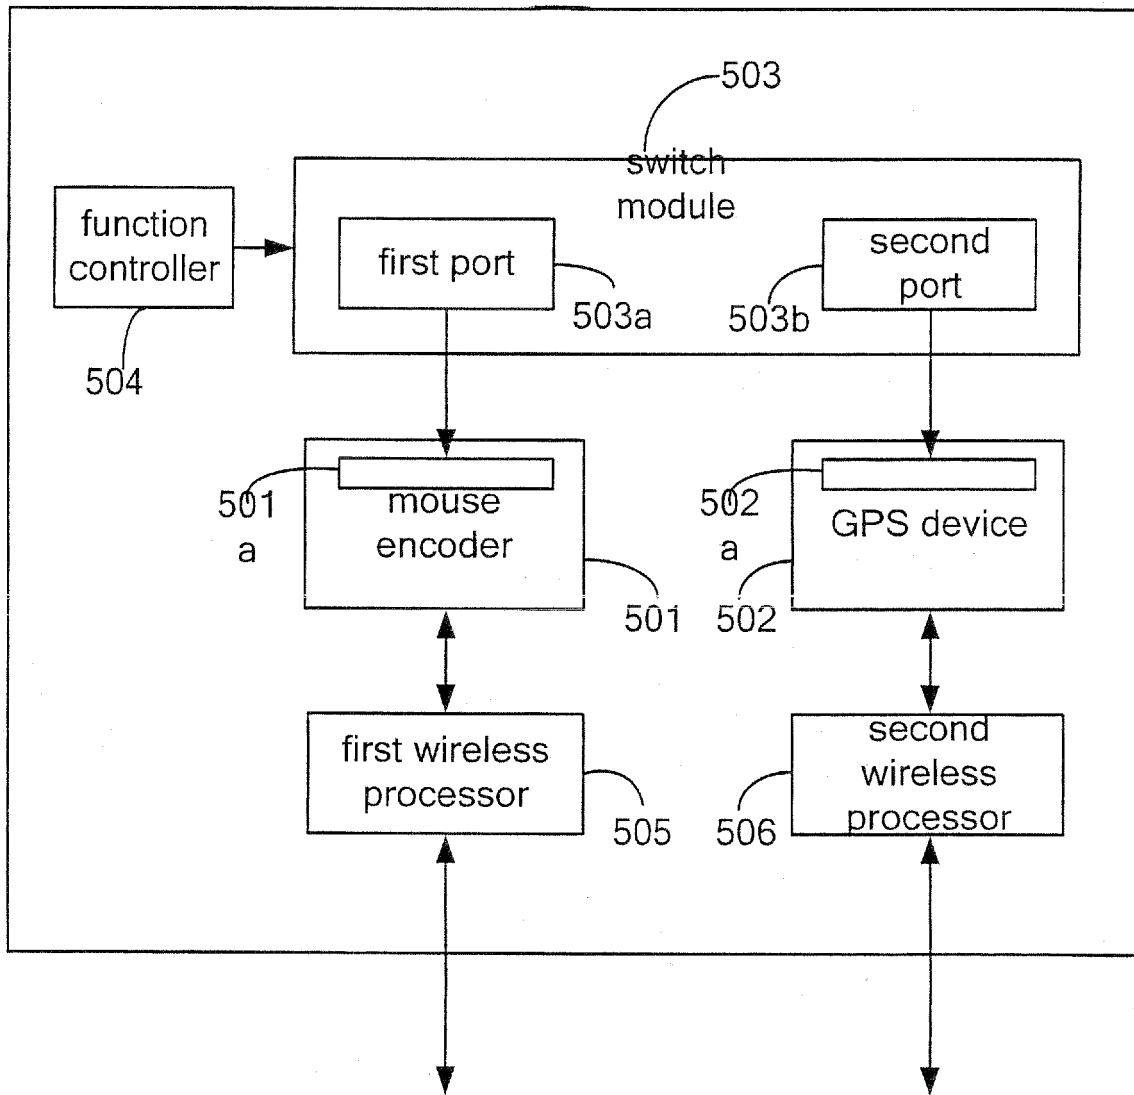 503
switch
module
function
controller
first port
second
port
503a
503b
504
501
a
mouse
encoder
502
a
GPS device
501
502
first wireless
processor
second
wireless
processor
505
506